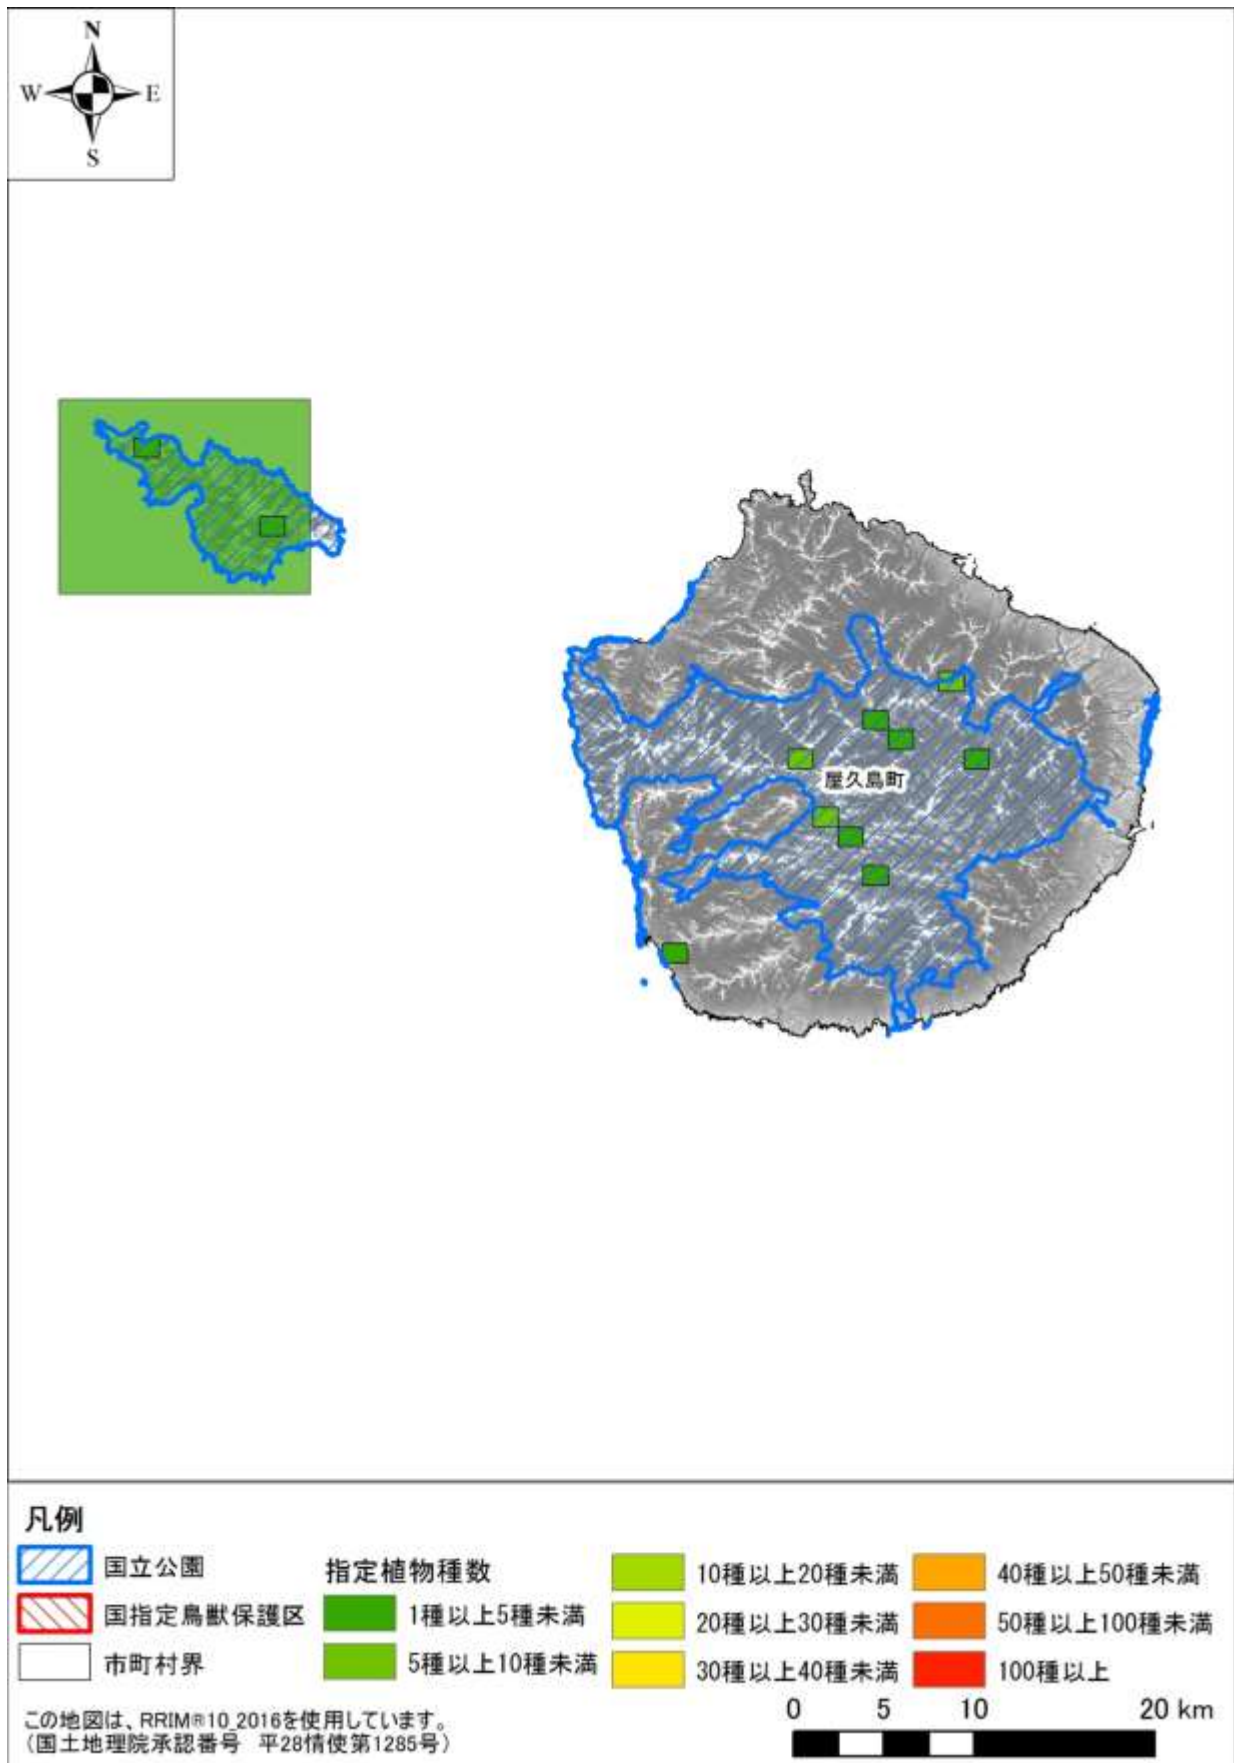 N
W E
S
屋久島町
凡例
国立公園
国指定鳥獣保護区
市町村界
指定植物種数
1種以上5種未満
5種以上10種未満
10種以上20種未満
20種以上30種未満
30種以上40種未満
40種以上50種未満
50種以上100種未満
100種以上
0 5 10 20 km
この地図は、RRIM®10_2016を使用しています。
（国土地理院承認番号 平28情使第1285号）